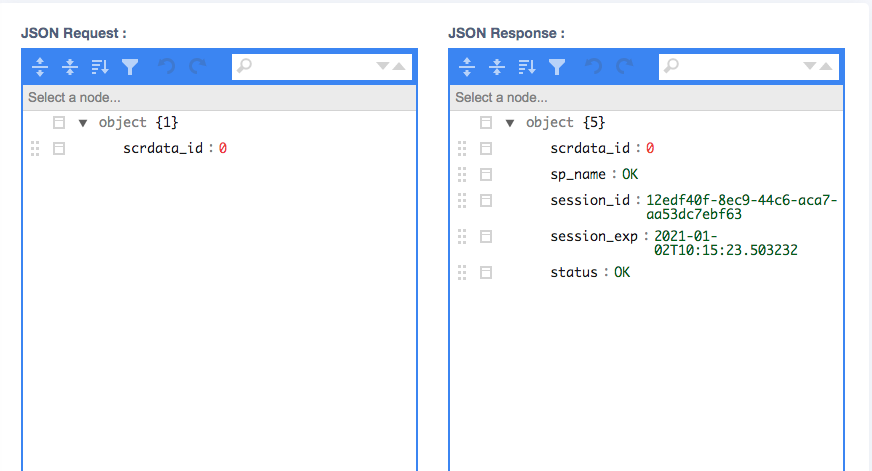 JSON Request :
Select a node...
object {1}
scrdata_id : 0
JSON Response :
Select a node...
object {5}
scrdata_id : 0
sp_name : OK
session_id : 12edf40f-8ec9-44c6-aca7-
aa53dc7ebf63
session_exp : 2021-01-
02T10:15:23.503232
status : OK